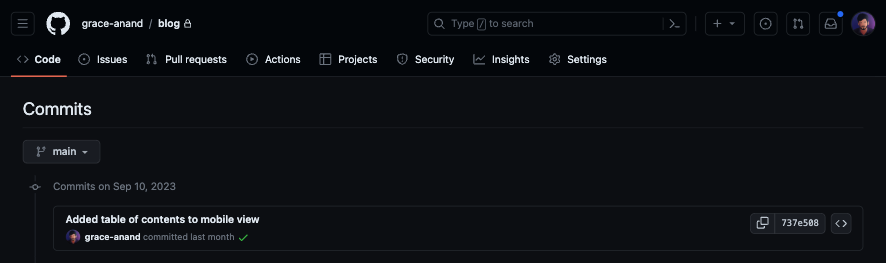 grace-anand / blog
Type / to search
Code Issues Pull requests Actions Projects Security Insights Settings
Commits
main
Commits on Sep 10, 2023
Added table of contents to mobile view
737e508
grace-anand committed last month